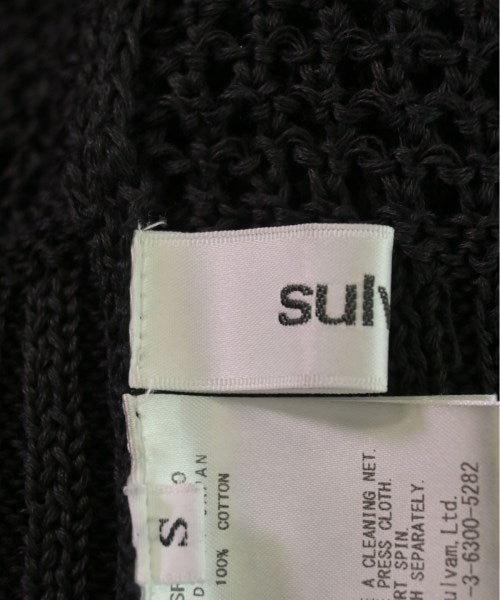 sulv
S
100% COTTON
A CLEANING NET.
PRESS CLOTH.
RT SPIN.
H SEPARATELY.
ulvam.Ltd.
-3-6300-5282